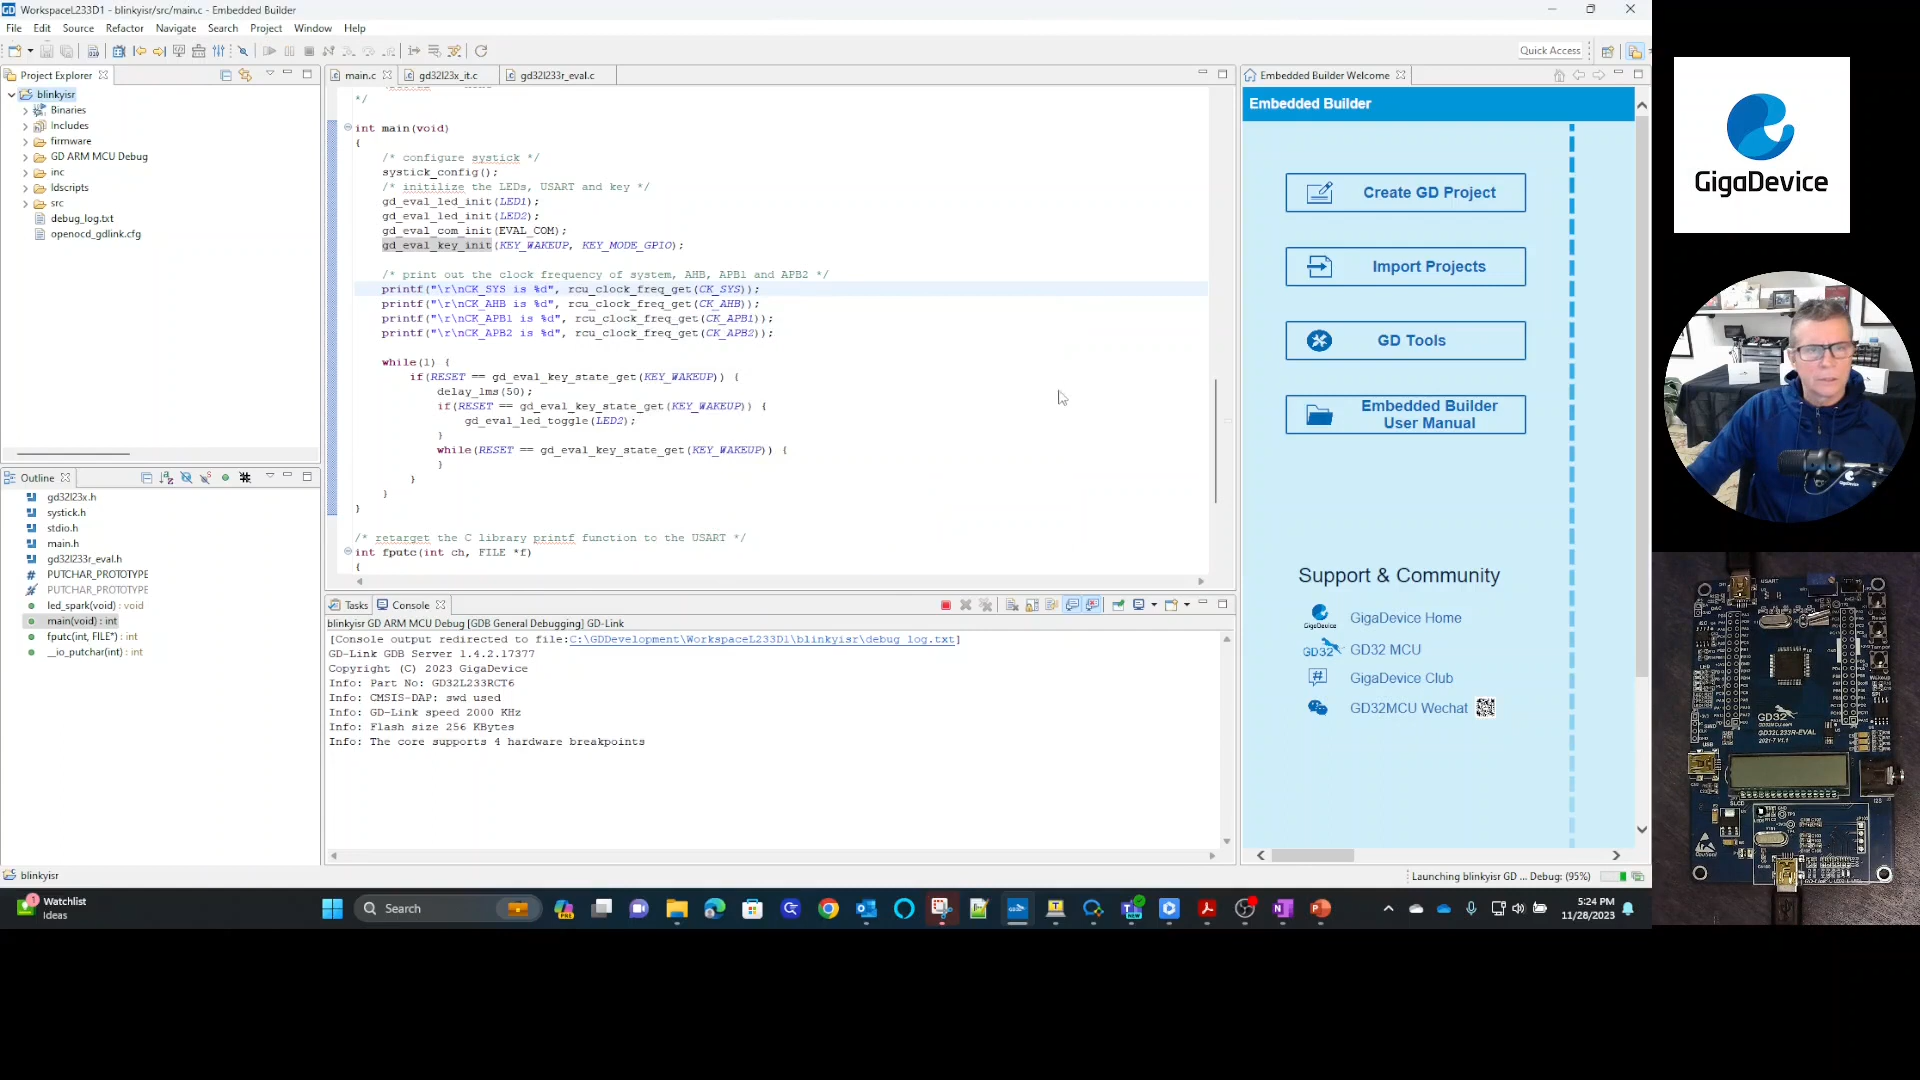 WorkspaceL233D1 - blinkyisr/src/main.c - Embedded Builder
File Edit Source Refactor Navigate Search Project Window Help
Quick Access
Project Explorer
blinkyisr
Binaries
Includes
firmware
GD ARM MCU Debug
inc
ldscripts
src
debug_log.txt
openocd_gdlink.cfg
Outline
gd32l23x.h
systick.h
stdio.h
main.h
gd32l233r_eval.h
PUTCHAR_PROTOTYPE
PUTCHAR_PROTOTYPE
led_spark(void) : void
main(void) : int
fputc(int, FILE*) : int
__io_putchar(int) : int
main.c
gd32l23x_it.c
gd32l233r_eval.c
*/
int main(void)
{
/* configure systick */
systick_config();
/* initilize the LEDs, USART and key */
gd_eval_led_init(LED1);
gd_eval_led_init(LED2);
gd_eval_com_init(EVAL_COM);
gd_eval_key_init(KEY_WAKEUP, KEY_MODE_GPIO);
/* print out the clock frequency of system, AHB, APB1 and APB2 */
printf("\r\nCK_SYS is %d", rcu_clock_freq_get(CK_SYS));
printf("\r\nCK_AHB is %d", rcu_clock_freq_get(CK_AHB));
printf("\r\nCK_APB1 is %d", rcu_clock_freq_get(CK_APB1));
printf("\r\nCK_APB2 is %d", rcu_clock_freq_get(CK_APB2));
while(1) {
if(RESET == gd_eval_key_state_get(KEY_WAKEUP)) {
delay_1ms(50);
if(RESET == gd_eval_key_state_get(KEY_WAKEUP)) {
gd_eval_led_toggle(LED2);
}
while(RESET == gd_eval_key_state_get(KEY_WAKEUP)) {
}
}
}
}
/* retarget the C library printf function to the USART */
int fputc(int ch, FILE *f)
{
Tasks
Console
blinkyisr GD ARM MCU Debug [GDB General Debugging] GD-Link
[Console output redirected to file:C:\GDDevelopment\WorkspaceL233D1\blinkyisr\debug_log.txt]
GD-Link GDB Server 1.4.2.17377
Copyright (C) 2023 GigaDevice
Info: Part No: GD32L233RCT6
Info: CMSIS-DAP: swd used
Info: GD-Link speed 2000 KHz
Info: Flash size 256 KBytes
Info: The core supports 4 hardware breakpoints
Embedded Builder Welcome
Embedded Builder
Create GD Project
Import Projects
GD Tools
Embedded Builder
User Manual
Support & Community
GigaDevice Home
GD32 MCU
GigaDevice Club
GD32MCU Wechat
blinkyisr
Launching blinkyisr GD ... Debug: (95%)
Watchlist
Ideas
Search
5:24 PM
11/28/2023
GigaDevice
GD32
GD32L233R-EVAL